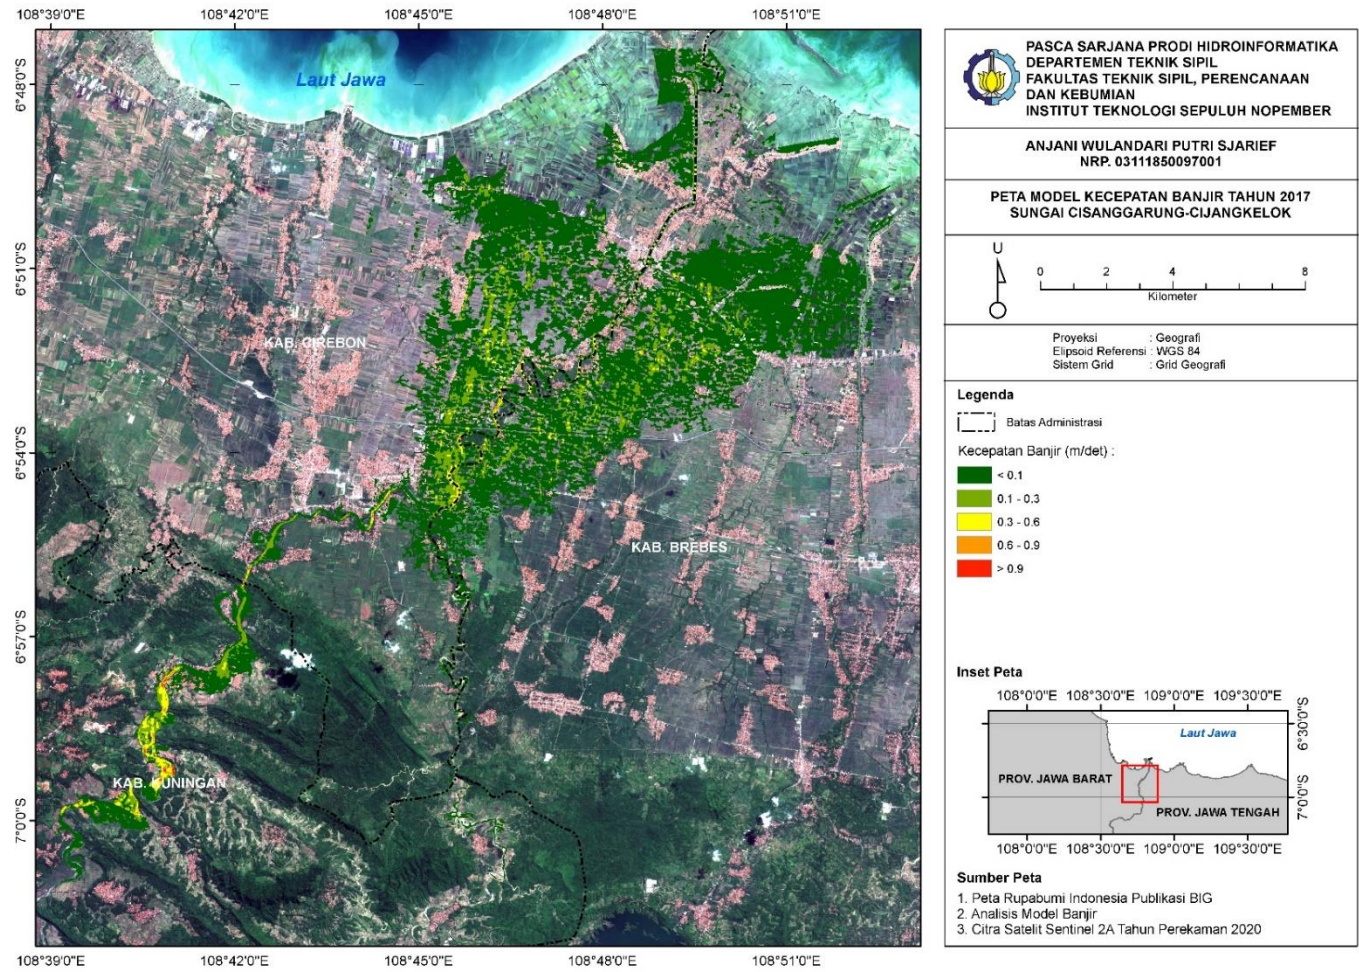 108°39'0"E 108°42'0"E 108°45'0"E 108°48'0"E 108°51'0"E
6°48'0"S
6°51'0"S
6°54'0"S
6°57'0"S
7°0'0"S
Laut Jawa
KAB. CIREBON
KAB. BREBES
KAB. KUNINGAN
108°39'0"E 108°42'0"E 108°45'0"E 108°48'0"E 108°51'0"E
PASCA SARJANA PRODI HIDROINFORMATIKA
DEPARTEMEN TEKNIK SIPIL
FAKULTAS TEKNIK SIPIL, PERENCANAAN
DAN KEBUMIAN
INSTITUT TEKNOLOGI SEPULUH NOPEMBER
ANJANI WULANDARI PUTRI SJARIEF
NRP. 03111850097001
PETA MODEL KECEPATAN BANJIR TAHUN 2017
SUNGAI CISANGGARUNG-CIJANGKELOK
U
0 2 4 8
Kilometer
Proyeksi : Geografi
Elipsoid Referensi : WGS 84
Sistem Grid : Grid Geografi
Legenda
Batas Administrasi
Kecepatan Banjir (m/det) :
< 0.1
0.1 - 0.3
0.3 - 0.6
0.6 - 0.9
> 0.9
Inset Peta
108°0'0"E 108°30'0"E 109°0'0"E 109°30'0"E
6°30'0"S
7°0'0"S
Laut Jawa
PROV. JAWA BARAT
PROV. JAWA TENGAH
108°0'0"E 108°30'0"E 109°0'0"E 109°30'0"E
Sumber Peta
1. Peta Rupabumi Indonesia Publikasi BIG
2. Analisis Model Banjir
3. Citra Satelit Sentinel 2A Tahun Perekaman 2020